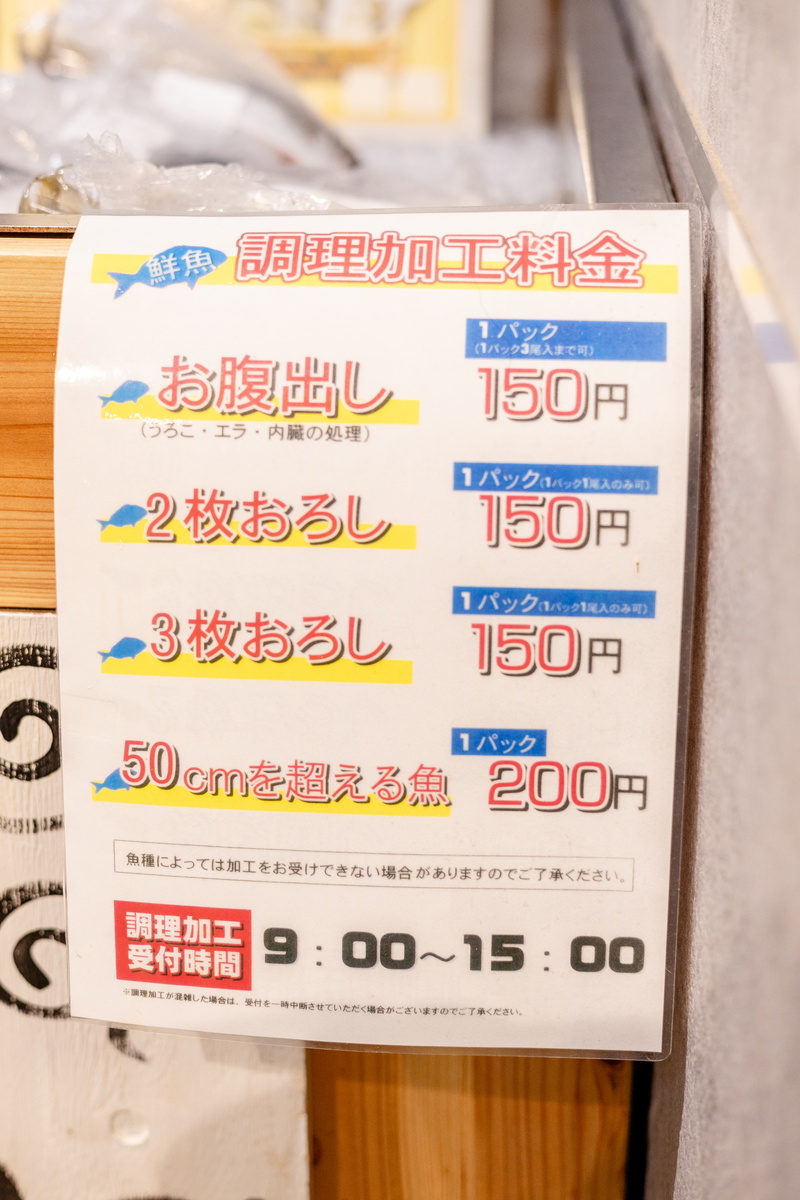 鮮魚 調理加工料金
1パック
(1パック3尾入まで可)
お腹出し 150円
(うろこ・エラ・内臓の処理)
1パック(1パック1尾入のみ可)
2枚おろし 150円
1パック(1パック1尾入のみ可)
3枚おろし 150円
1パック
50cmを超える魚 200円
魚種によっては加工をお受けできない場合がありますのでご了承ください。
調理加工
受付時間
9:00〜15:00
※調理加工が混雑した場合は、受付を一時中断させていただく場合がございますのでご了承ください。